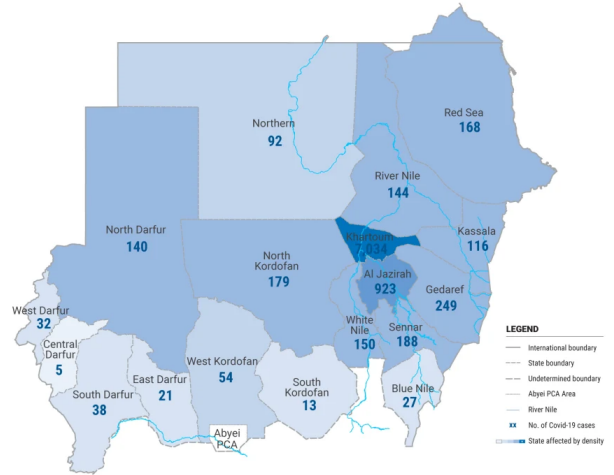 Red Sea
168
Northern
92
River Nile
144
Kassala
116
North Darfur
140
North
Kordofan
179
Khartoum
7,034
Al Jazirah
923
Gedaref
249
White
Nile
150
Sennar
188
West Darfur
32
Central
Darfur
5
South Darfur
38
East Darfur
21
West Kordofan
54
South
Kordofan
13
Blue Nile
27
Abyei
PCA
LEGEND
International boundary
State boundary
Undetermined boundary
Abyei PCA Area
River Nile
XX No. of Covid-19 cases
State affected by density